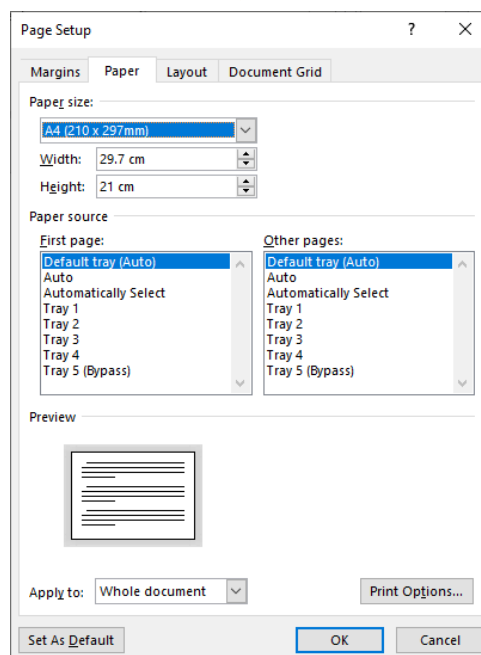 Page Setup ? X
Margins Paper Layout Document Grid
Paper size:
A4 (210 x 297mm)
Width: 29.7 cm
Height: 21 cm
Paper source
First page: Other pages:
Default tray (Auto) Default tray (Auto)
Auto Auto
Automatically Select Automatically Select
Tray 1 Tray 1
Tray 2 Tray 2
Tray 3 Tray 3
Tray 4 Tray 4
Tray 5 (Bypass) Tray 5 (Bypass)
Preview
Apply to: Whole document Print Options...
Set As Default OK Cancel